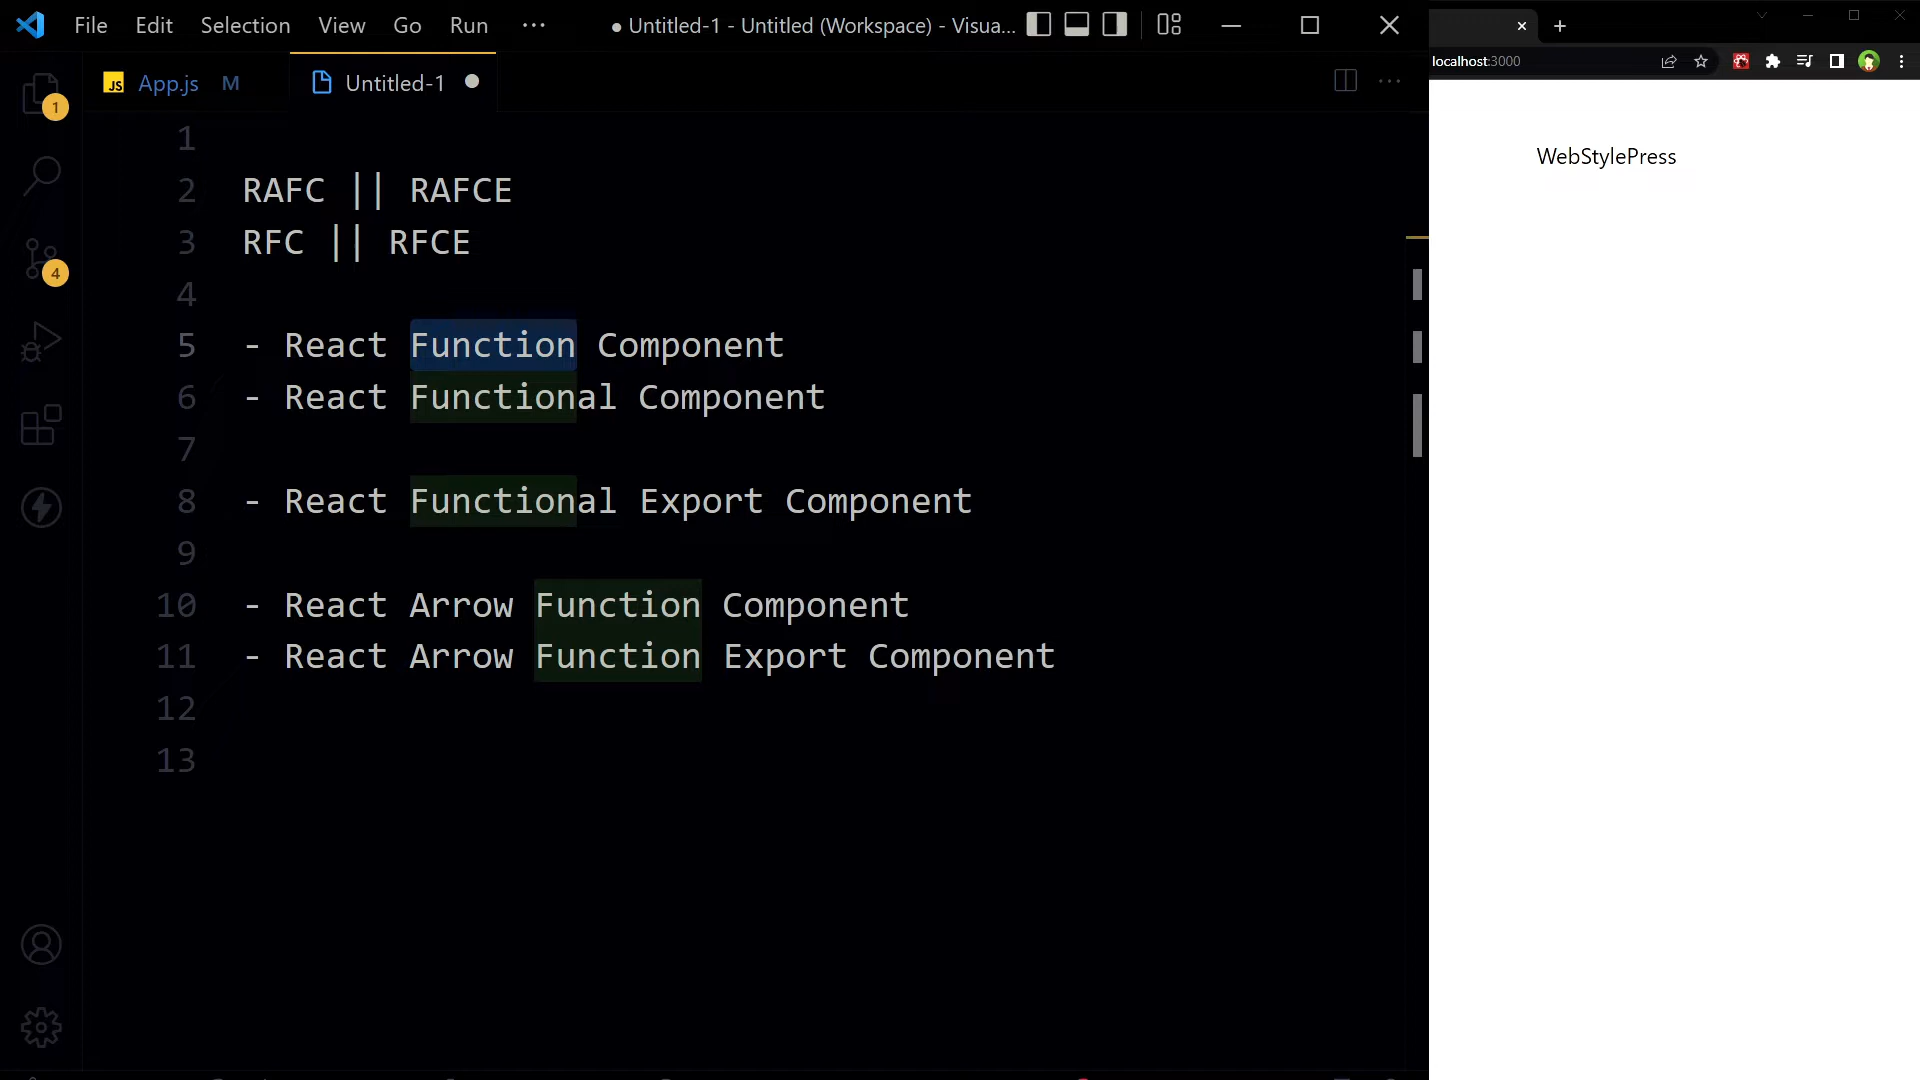 File Edit Selection View Go Run ··· ● Untitled-1 - Untitled (Workspace) - Visua...
App.js M Untitled-1
localhost:3000
1
4
1
2 RAFC || RAFCE
3 RFC || RFCE
4
5 - React Function Component
6 - React Functional Component
7
8 - React Functional Export Component
9
10 - React Arrow Function Component
11 - React Arrow Function Export Component
12
13
WebStylePress